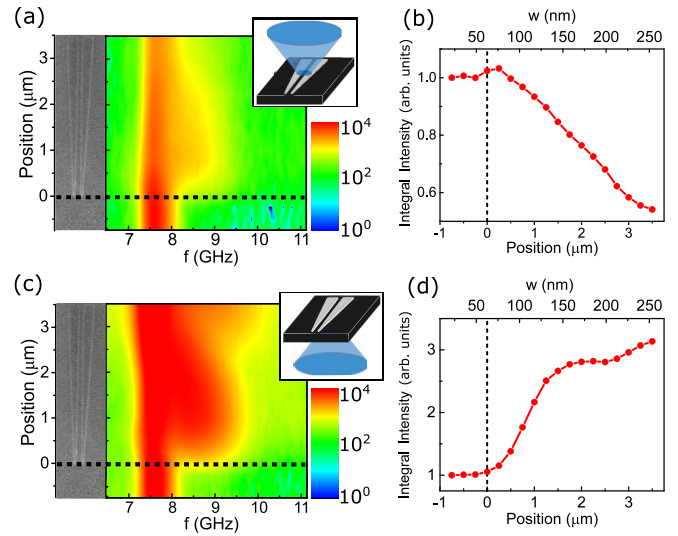 (a)
Position (μm)
3
2
1
0
7 8 9 10 11
f (GHz)
10⁴
10²
10⁰
(b)
w (nm)
50 100 150 200 250
Integral Intensity (arb. units)
1.0
0.8
0.6
-1 0 1 2 3
Position (μm)
(c)
Position (μm)
3
2
1
0
7 8 9 10 11
f (GHz)
10⁴
10²
10⁰
(d)
w (nm)
50 100 150 200 250
Integral Intensity (arb. units)
3
2
1
-1 0 1 2 3
Position (μm)